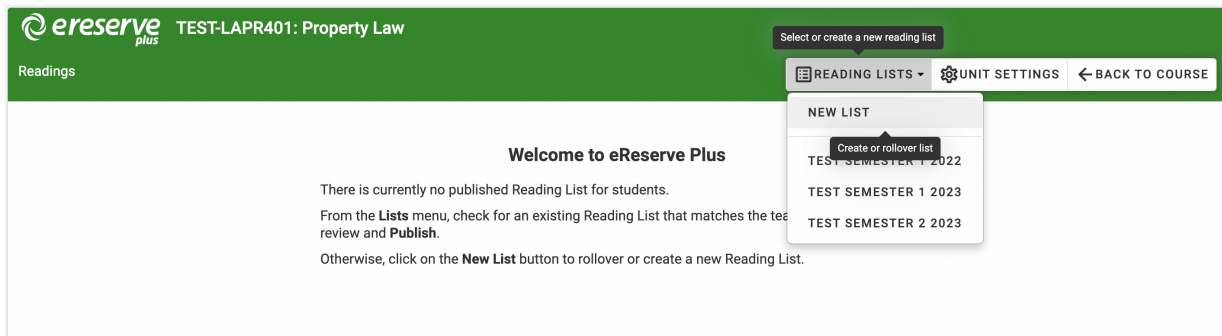 ereserve plus
TEST-LAPR401: Property Law
Select or create a new reading list
Readings
READING LISTS
UNIT SETTINGS
BACK TO COURSE
NEW LIST
Create or rollover list
TEST SEMESTER 1 2022
TEST SEMESTER 1 2023
TEST SEMESTER 2 2023
Welcome to eReserve Plus
There is currently no published Reading List for students.
From the Lists menu, check for an existing Reading List that matches the
review and Publish.
Otherwise, click on the New List button to rollover or create a new Reading List.